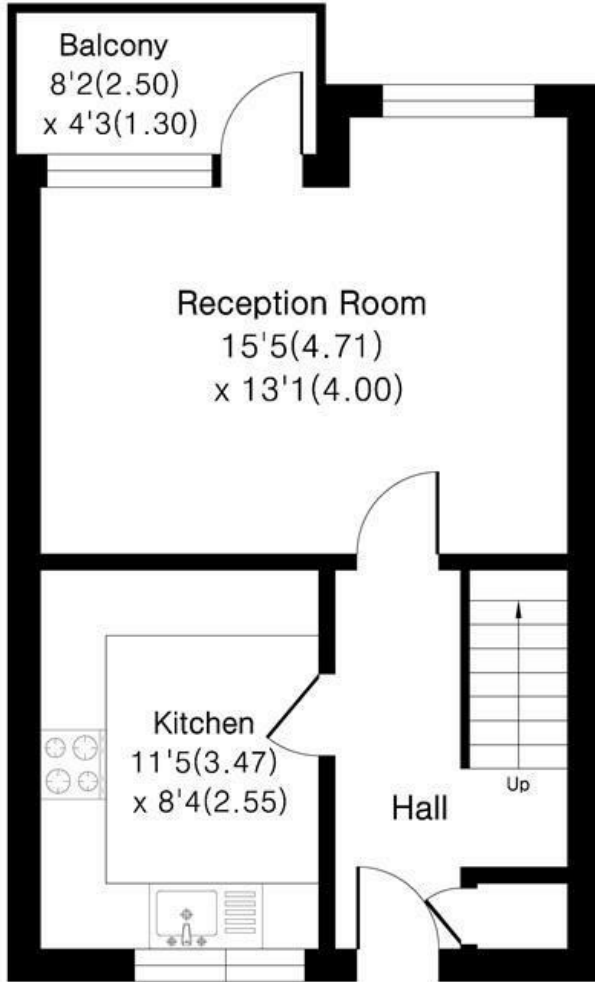 Balcony
8'2(2.50)
x 4'3(1.30)
Reception Room
15'5(4.71)
x 13'1(4.00)
Kitchen
11'5(3.47)
x 8'4(2.55)
Up
Hall